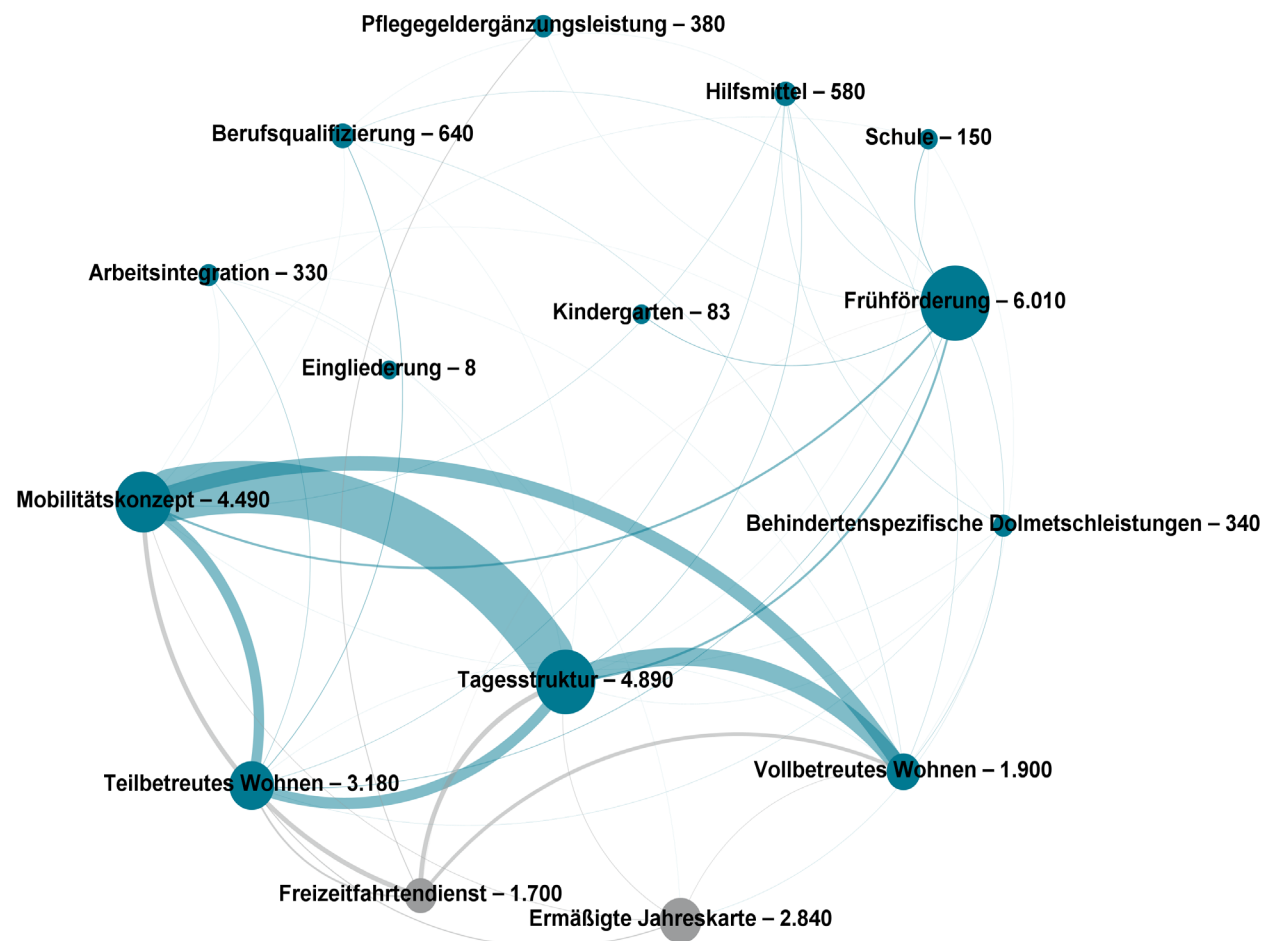 Pflegegeldergänzungsleistung – 380
Hilfsmittel – 580
Berufsqualifizierung – 640
Schule – 150
Arbeitsintegration – 330
Frühförderung – 6.010
Kindergarten – 83
Eingliederung – 8
Mobilitätskonzept – 4.490
Behindertenspezifische Dolmetschleistungen – 340
Tagesstruktur – 4.890
Vollbetreutes Wohnen – 1.900
Teilbetreutes Wohnen – 3.180
Freizeitfahrtendienst – 1.700
Ermäßigte Jahreskarte – 2.840